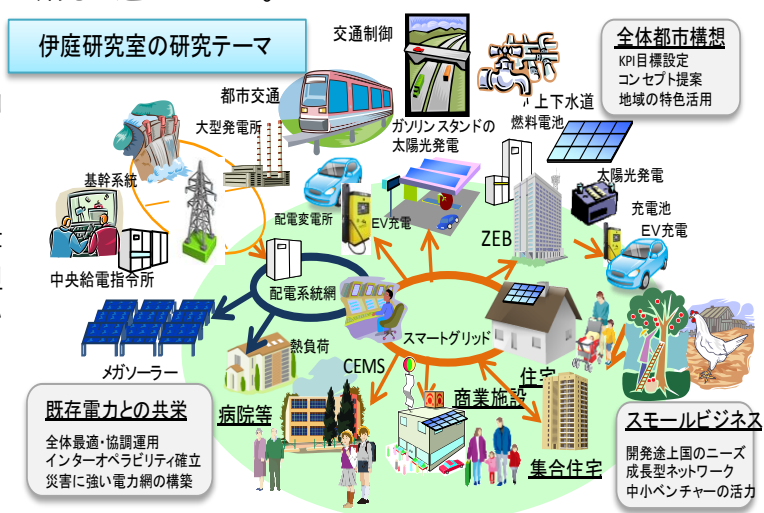 伊庭研究室の研究テーマ
交通制御
全体都市構想
KPI目標設定
コンセプト提案
地域の特色活用
都市交通
上下水道
大型発電所
ガソリンスタンドの
太陽光発電
燃料電池
基幹系統
太陽光発電
配電変電所
EV充電
ZEB
充電池
EV充電
中央給電指令所
配電系統網
スマートグリッド
メガソーラー
熱負荷
CEMS
住宅
商業施設
病院等
集合住宅
既存電力との共栄
全体最適・協調運用
インターオペラビリティ確立
災害に強い電力網の構築
スモールビジネス
開発途上国のニーズ
成長型ネットワーク
中小ベンチャーの活力